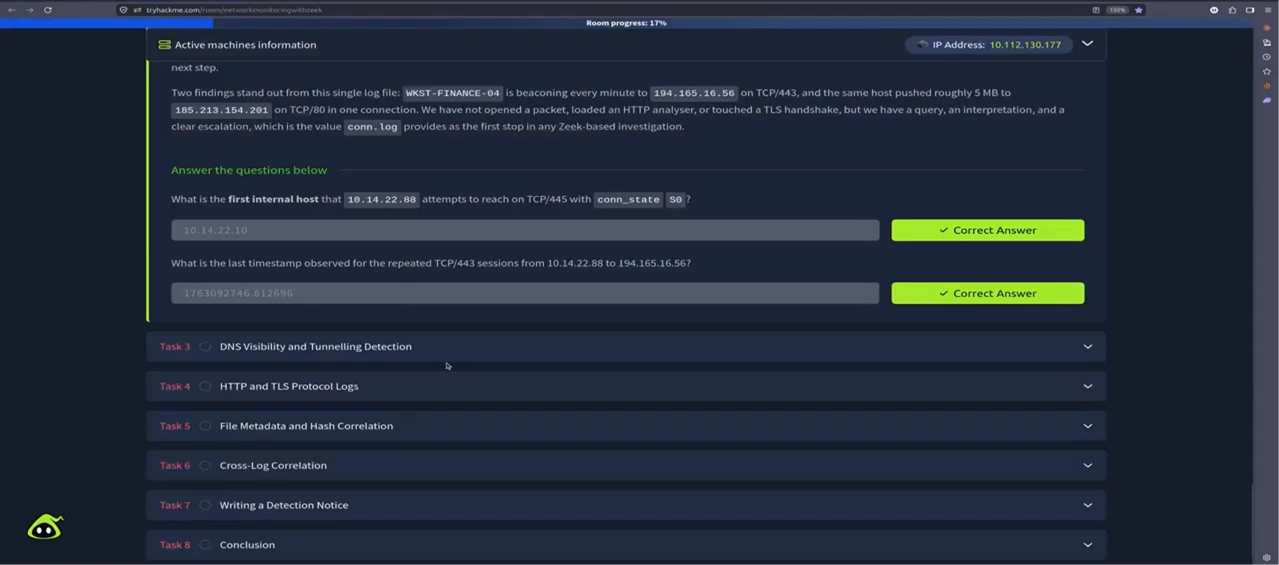 tryhackme.com/room/networkmonitoringwithzeek
130%
Room progress: 17%
Active machines information
IP Address: 10.112.130.177
next step.
Two findings stand out from this single log file: WKST-FINANCE-04 is beaconing every minute to 194.165.16.56 on TCP/443, and the same host pushed roughly 5 MB to
185.213.154.201 on TCP/80 in one connection. We have not opened a packet, loaded an HTTP analyser, or touched a TLS handshake, but we have a query, an interpretation, and a
clear escalation, which is the value conn.log provides as the first stop in any Zeek-based investigation.
Answer the questions below
What is the first internal host that 10.14.22.88 attempts to reach on TCP/445 with conn_state S0?
10.14.22.10
Correct Answer
What is the last timestamp observed for the repeated TCP/443 sessions from 10.14.22.88 to 194.165.16.56?
1763092746.812696
Correct Answer
Task 3 DNS Visibility and Tunnelling Detection
Task 4 HTTP and TLS Protocol Logs
Task 5 File Metadata and Hash Correlation
Task 6 Cross-Log Correlation
Task 7 Writing a Detection Notice
Task 8 Conclusion